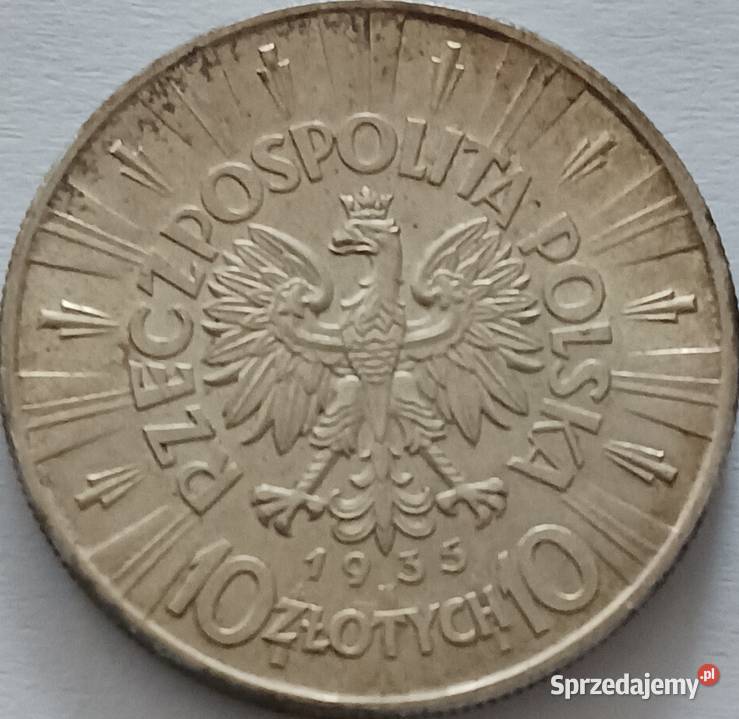 RZECZPOSPOLITA POLSKA
1935
10 ZŁOTYCH 10
Sprzedajemy.pl